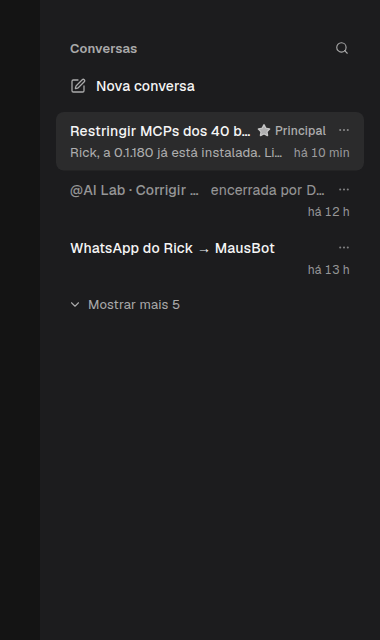 Conversas
Nova conversa
Restringir MCPs dos 40 b... Principal ...
Rick, a 0.1.180 já está instalada. Li... há 10 min
@AI Lab · Corrigir ... encerrada por D... ...
há 12 h
WhatsApp do Rick → MausBot ...
há 13 h
Mostrar mais 5